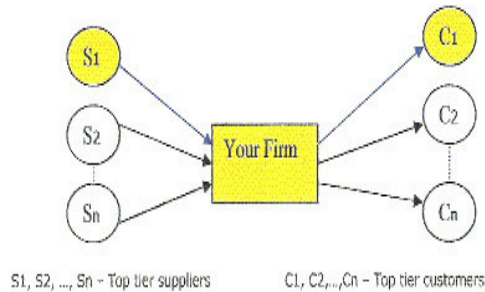 S1
C1
S2
Your Firm
C2
Sn
Cn
S1, S2, ..., Sn – Top tier suppliers
C1, C2,...,Cn – Top tier customers